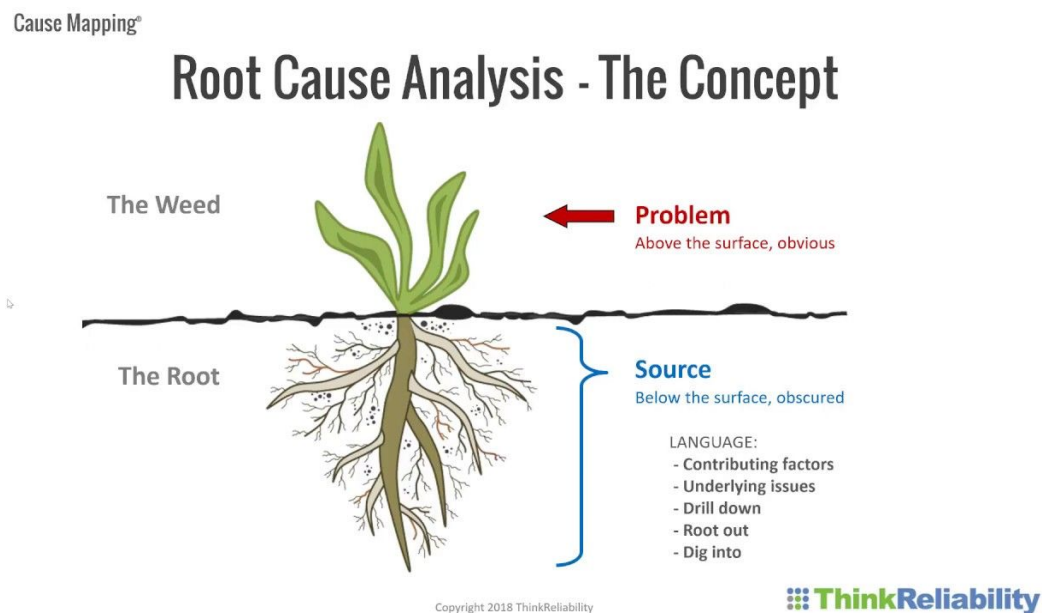 Cause Mapping®
Root Cause Analysis - The Concept
The Weed
Problem
Above the surface, obvious
The Root
Source
Below the surface, obscured
LANGUAGE:
- Contributing factors
- Underlying issues
- Drill down
- Root out
- Dig into
Copyright 2018 ThinkReliability
ThinkReliability